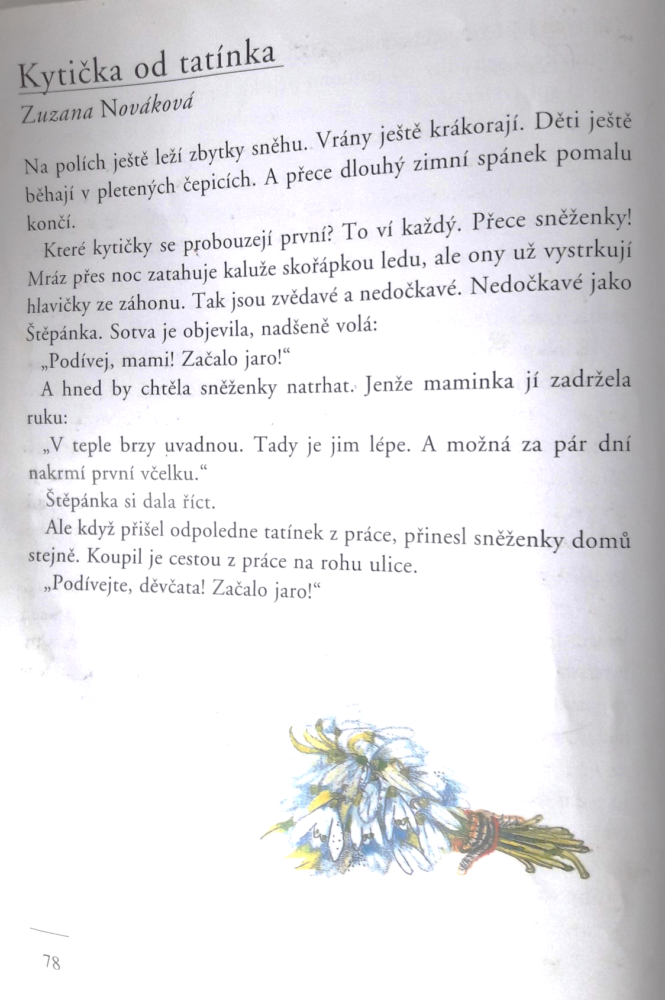 Kytička od tatínka
Zuzana Nováková
Na polích ještě leží zbytky sněhu. Vrány ještě krákorají. Děti ještě
běhají v pletených čepicích. A přece dlouhý zimní spánek pomalu
končí.
Které kytičky se probouzejí první? To ví každý. Přece sněženky!
Mráz přes noc zatahuje kaluže skořápkou ledu, ale ony už vystrkují
hlavičky ze záhonu. Tak jsou zvědavé a nedočkavé. Nedočkavé jako
Štěpánka. Sotva je objevila, nadšeně volá:
„Podívej, mami! Začalo jaro!“
A hned by chtěla sněženky natrhat. Jenže maminka jí zadržela
ruku:
„V teple brzy uvadnou. Tady je jim lépe. A možná za pár dní
nakrmí první včelku.“
Štěpánka si dala říct.
Ale když přišel odpoledne tatínek z práce, přinesl sněženky domů
stejně. Koupil je cestou z práce na rohu ulice.
„Podívejte, děvčata! Začalo jaro!“
78